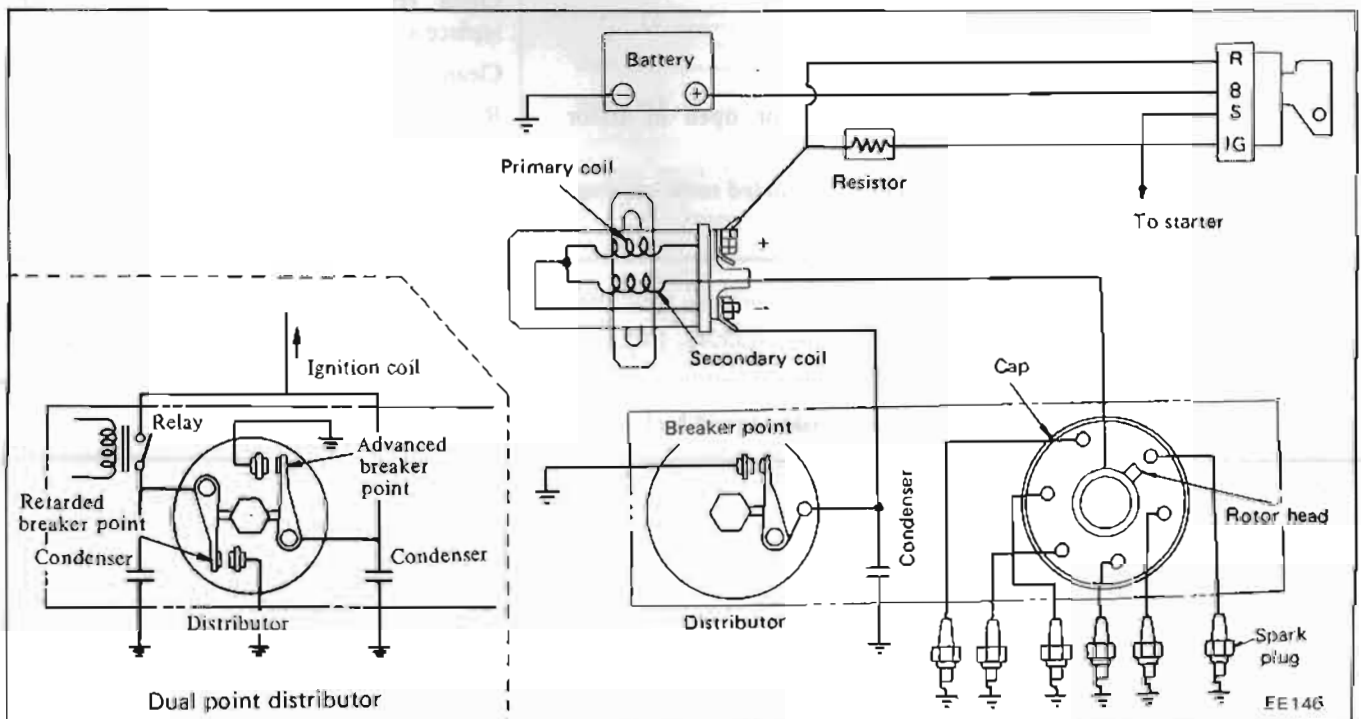 Battery
R
B
S
IG
Resistor
To starter
Primary coil
+
−
Secondary coil
Ignition coil
Relay
Advanced
breaker
point
Retarded
breaker point
Condenser
Condenser
Distributor
Dual point distributor
Breaker point
Condenser
Distributor
Cap
Rotor head
Spark
plug
EE146